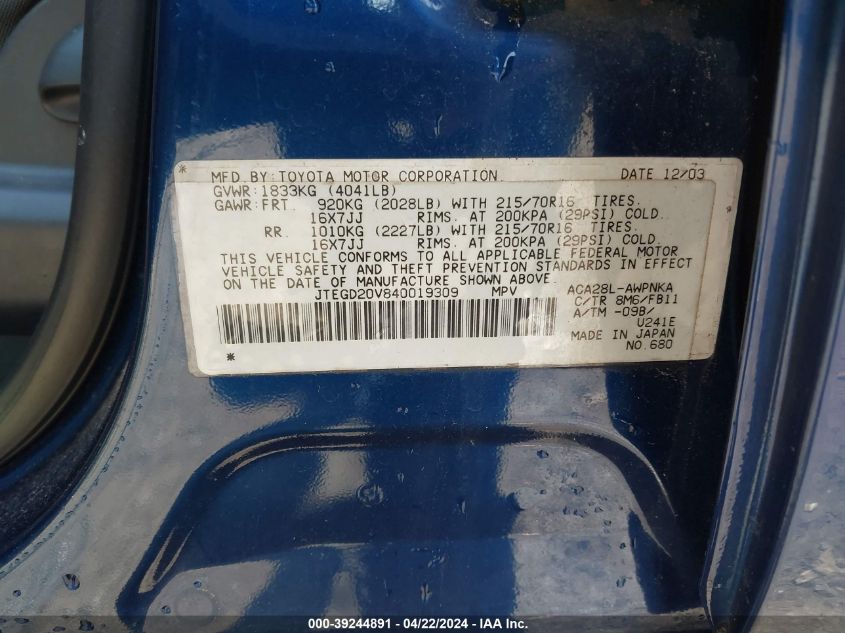 MFD. BY: TOYOTA MOTOR CORPORATION DATE 12/03
GVWR: 1833KG (4041LB)
GAWR: FRT. 920KG (2028LB) WITH 215/70R16 TIRES.
16X7JJ RIMS. AT 200KPA (29PSI) COLD.
RR. 1010KG (2227LB) WITH 215/70R16 TIRES.
16X7JJ RIMS. AT 200KPA (29PSI) COLD.
THIS VEHICLE CONFORMS TO ALL APPLICABLE FEDERAL MOTOR
VEHICLE SAFETY AND THEFT PREVENTION STANDARDS IN EFFECT
ON THE DATE OF MANUFACTURE SHOWN ABOVE.
JTEGD20V840019309 MPV ACA28L-AWPNKA
C/TR 8M6/FB11
A/TM -09B/
U241E
MADE IN JAPAN
NO.680
000-39244891 - 04/22/2024 - IAA Inc.